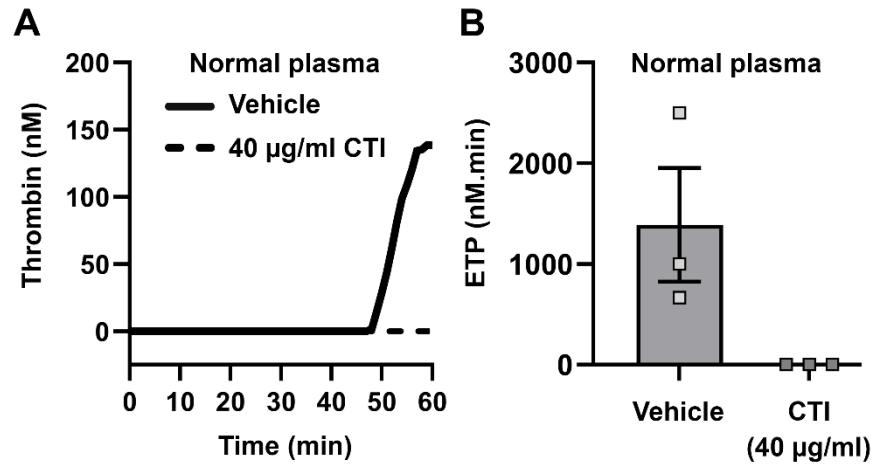 A
Normal plasma
Vehicle
40 µg/ml CTI
Thrombin (nM)
200
150
100
50
0
0 10 20 30 40 50 60
Time (min)
B
Normal plasma
ETP (nM.min)
3000
2000
1000
0
Vehicle
CTI
(40 µg/ml)